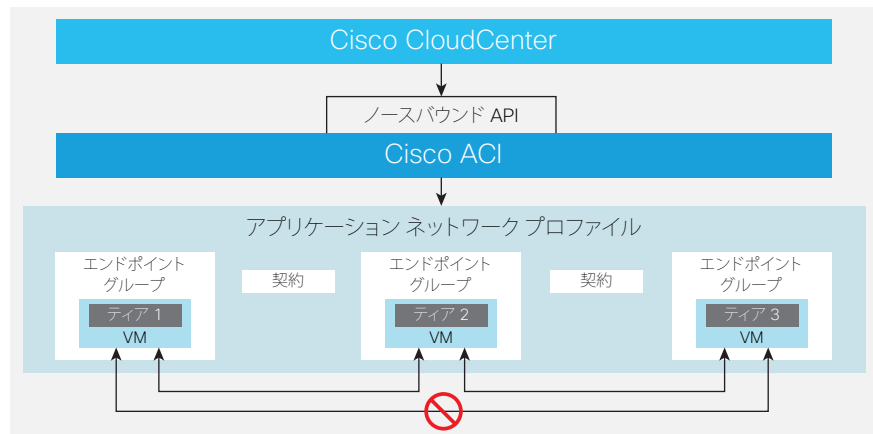 Cisco CloudCenter
ノースバウンド API
Cisco ACI
アプリケーション ネットワーク プロファイル
エンドポイント
グループ
ティア 1
VM
契約
エンドポイント
グループ
ティア 2
VM
契約
エンドポイント
グループ
ティア 3
VM